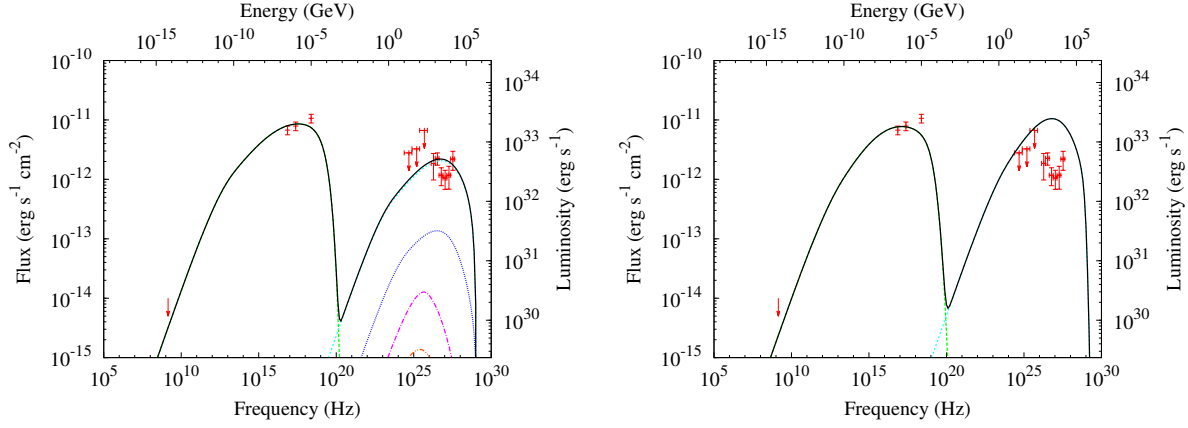 Energy (GeV)
10^-15 10^-10 10^-5 10^0 10^5
10^-10
10^-11
10^-12
10^-13
10^-14
10^-15
Flux (erg s^-1 cm^-2)
10^34
10^33
10^32
10^31
10^30
Luminosity (erg s^-1)
10^5 10^10 10^15 10^20 10^25 10^30
Frequency (Hz)
Energy (GeV)
10^-15 10^-10 10^-5 10^0 10^5
10^-10
10^-11
10^-12
10^-13
10^-14
10^-15
Flux (erg s^-1 cm^-2)
10^34
10^33
10^32
10^31
10^30
Luminosity (erg s^-1)
10^5 10^10 10^15 10^20 10^25 10^30
Frequency (Hz)